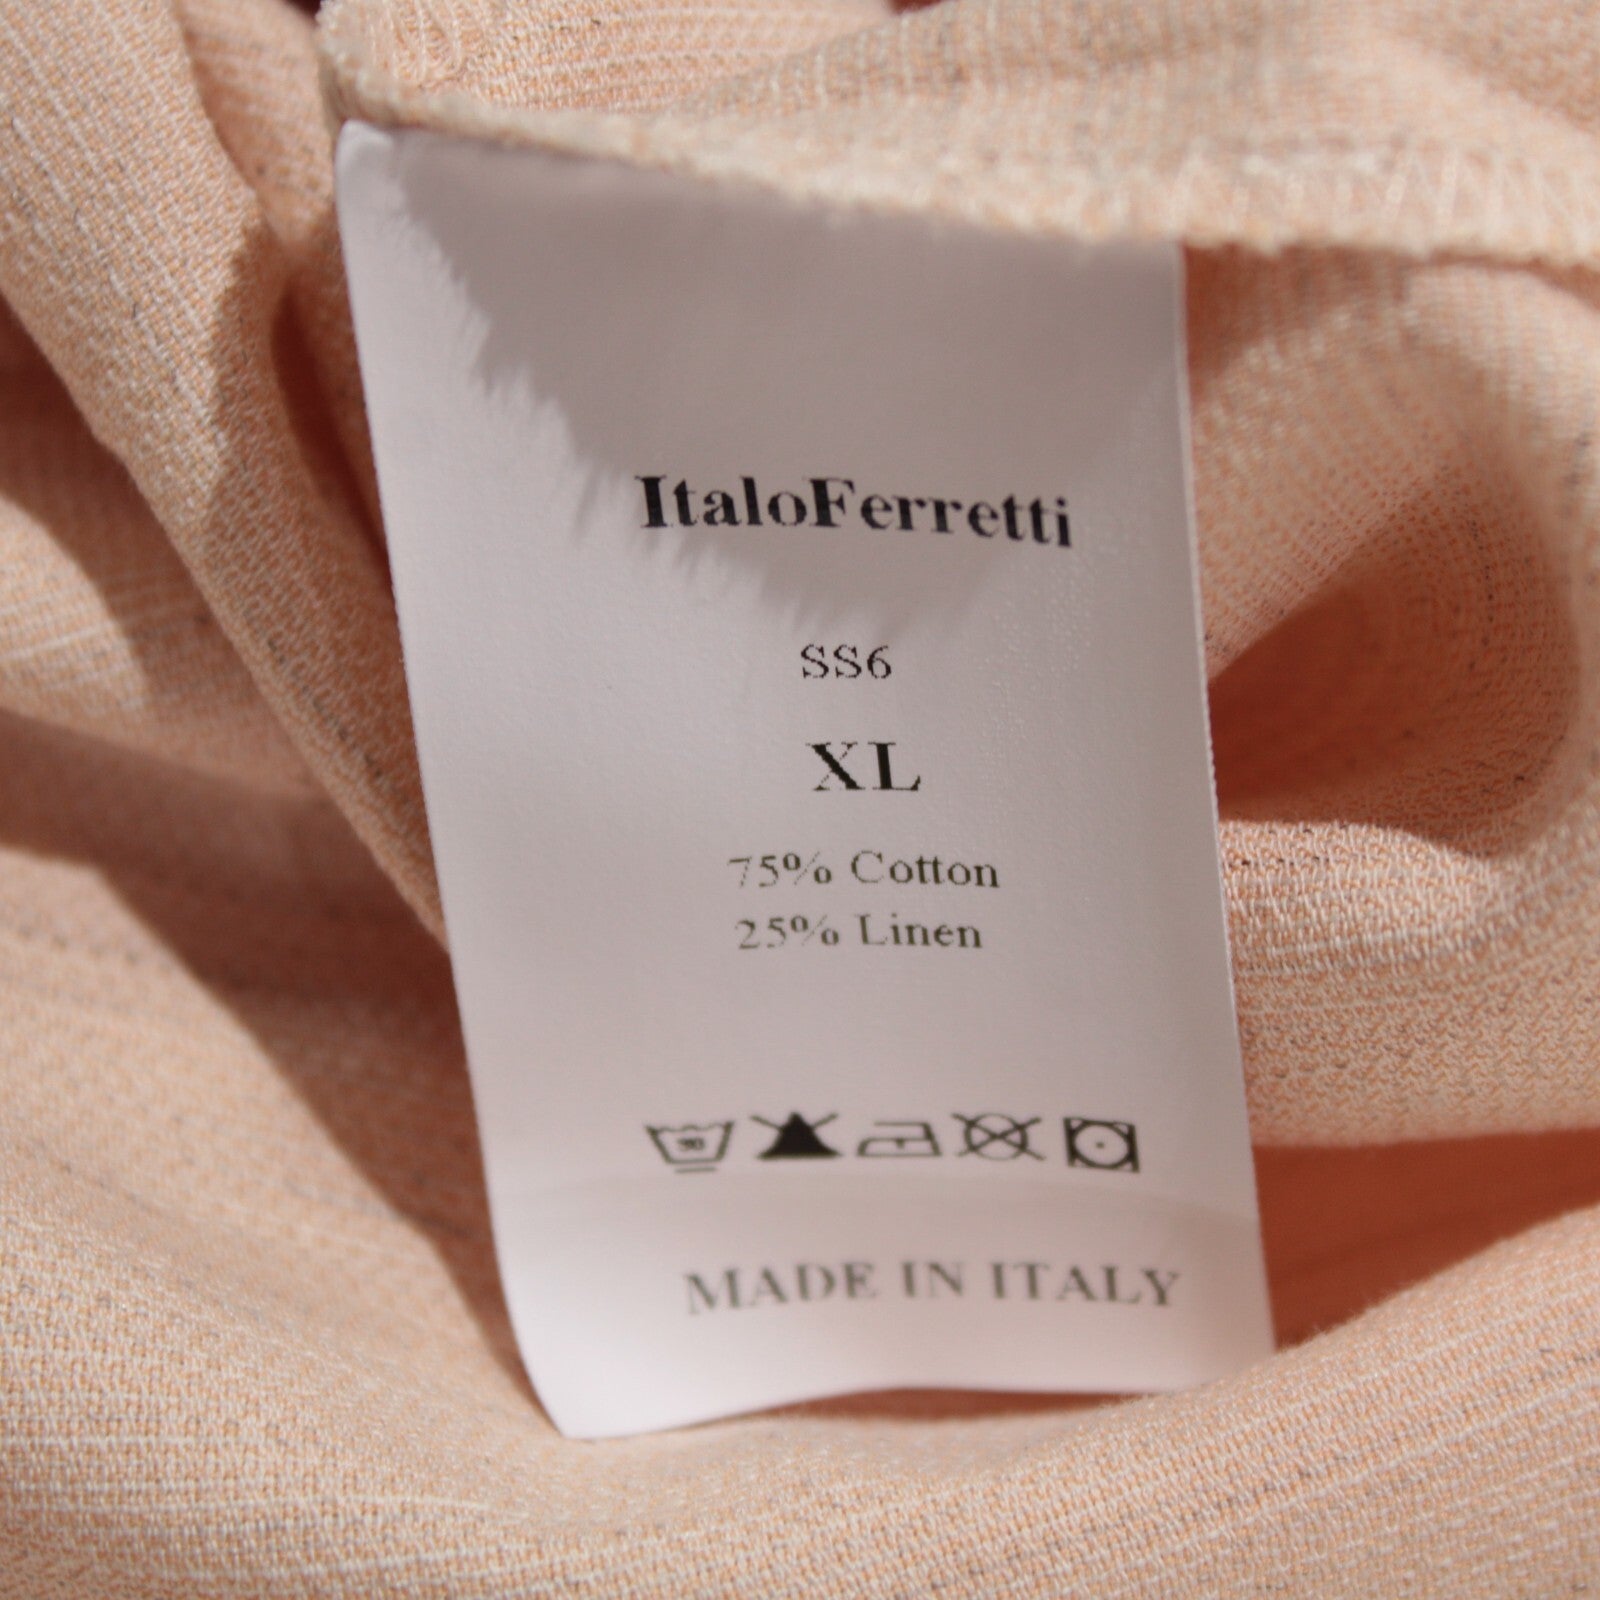 ItaloFerretti
SS6
XL
75% Cotton
25% Linen
MADE IN ITALY